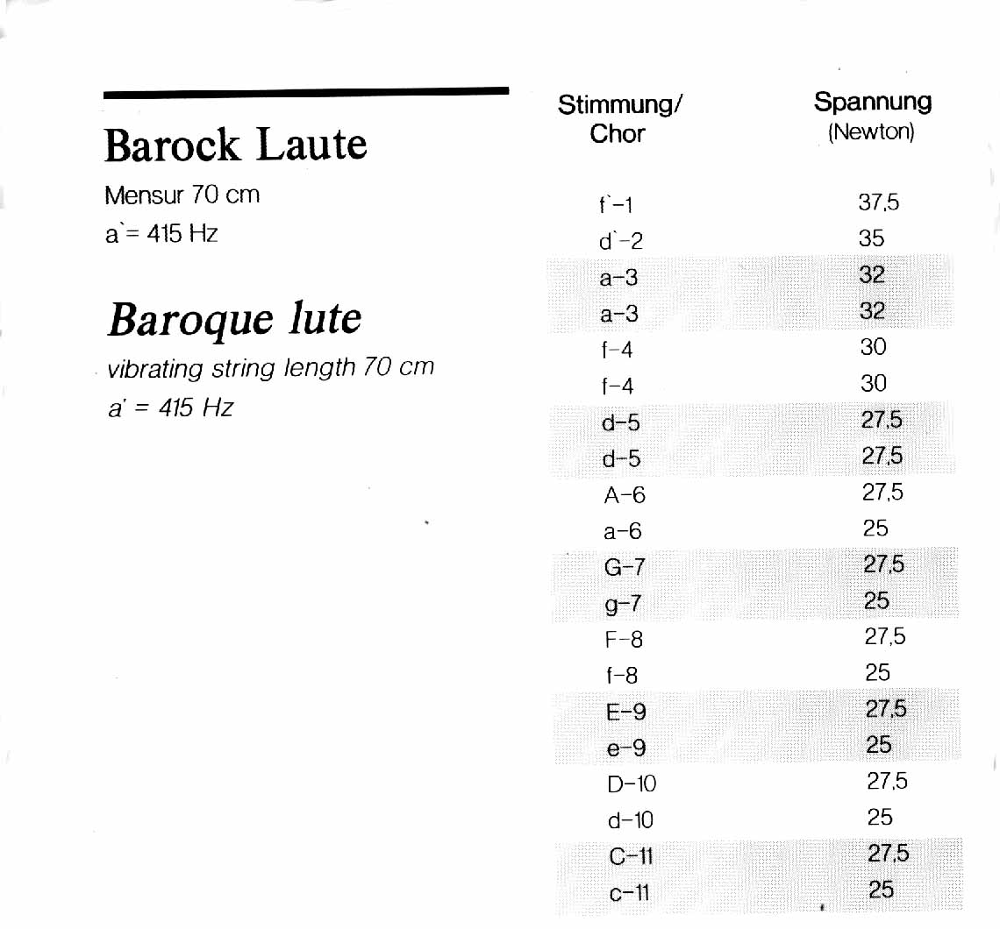 Barock Laute
Mensur 70 cm
a`= 415 Hz
Baroque lute
vibrating string length 70 cm
a' = 415 Hz
Stimmung/ Spannung
Chor (Newton)
f`–1 37,5
d`–2 35
a–3 32
a–3 32
f–4 30
f–4 30
d–5 27,5
d–5 27,5
A–6 27,5
a–6 25
G–7 27,5
g–7 25
F–8 27,5
f–8 25
E–9 27,5
e–9 25
D–10 27,5
d–10 25
C–11 27,5
c–11 25